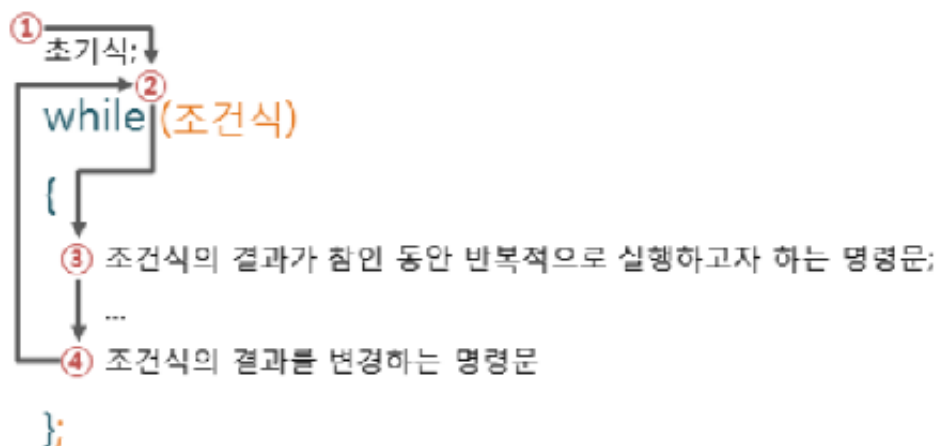 ①
초기식;
②
while (조건식)
{
③ 조건식의 결과가 참인 동안 반복적으로 실행하고자 하는 명령문;
...
④ 조건식의 결과를 변경하는 명령문
};